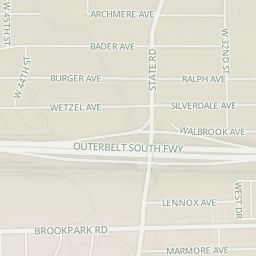 W 45TH ST
ARCHMERE AVE
W 32ND ST
BADER AVE
STATE RD
W 44TH ST
BURGER AVE
RALPH AVE
WETZEL AVE
SILVERDALE AVE
WALBROOK AVE
OUTERBELT SOUTH FWY
WEST DR
LENNOX AVE
BROOKPARK RD
MARMORE AVE